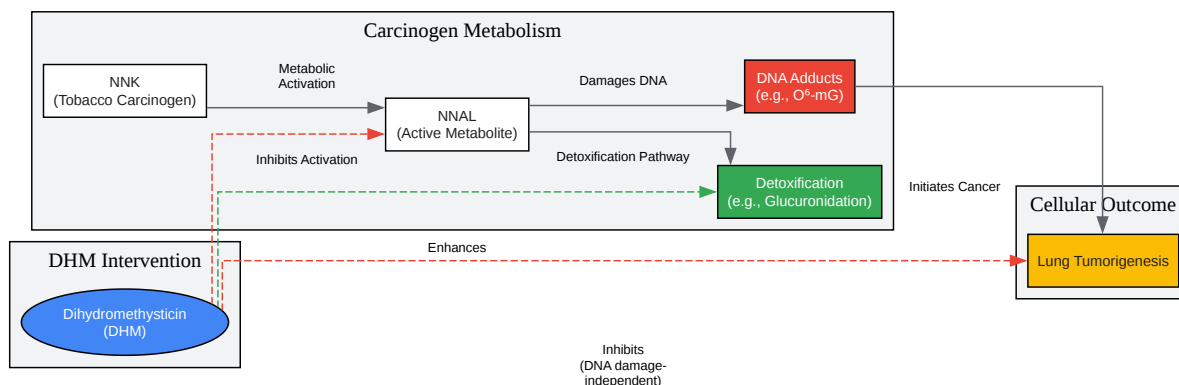 Carcinogen Metabolism
NNK
(Tobacco Carcinogen)
Metabolic
Activation
NNAL
(Active Metabolite)
Damages DNA
DNA Adducts
(e.g., O⁶-mG)
Inhibits Activation
Detoxification Pathway
Detoxification
(e.g., Glucuronidation)
Initiates Cancer
Cellular Outcome
Lung Tumorigenesis
DHM Intervention
Enhances
Dihydromethysticin
(DHM)
Inhibits
(DNA damage-
independent)